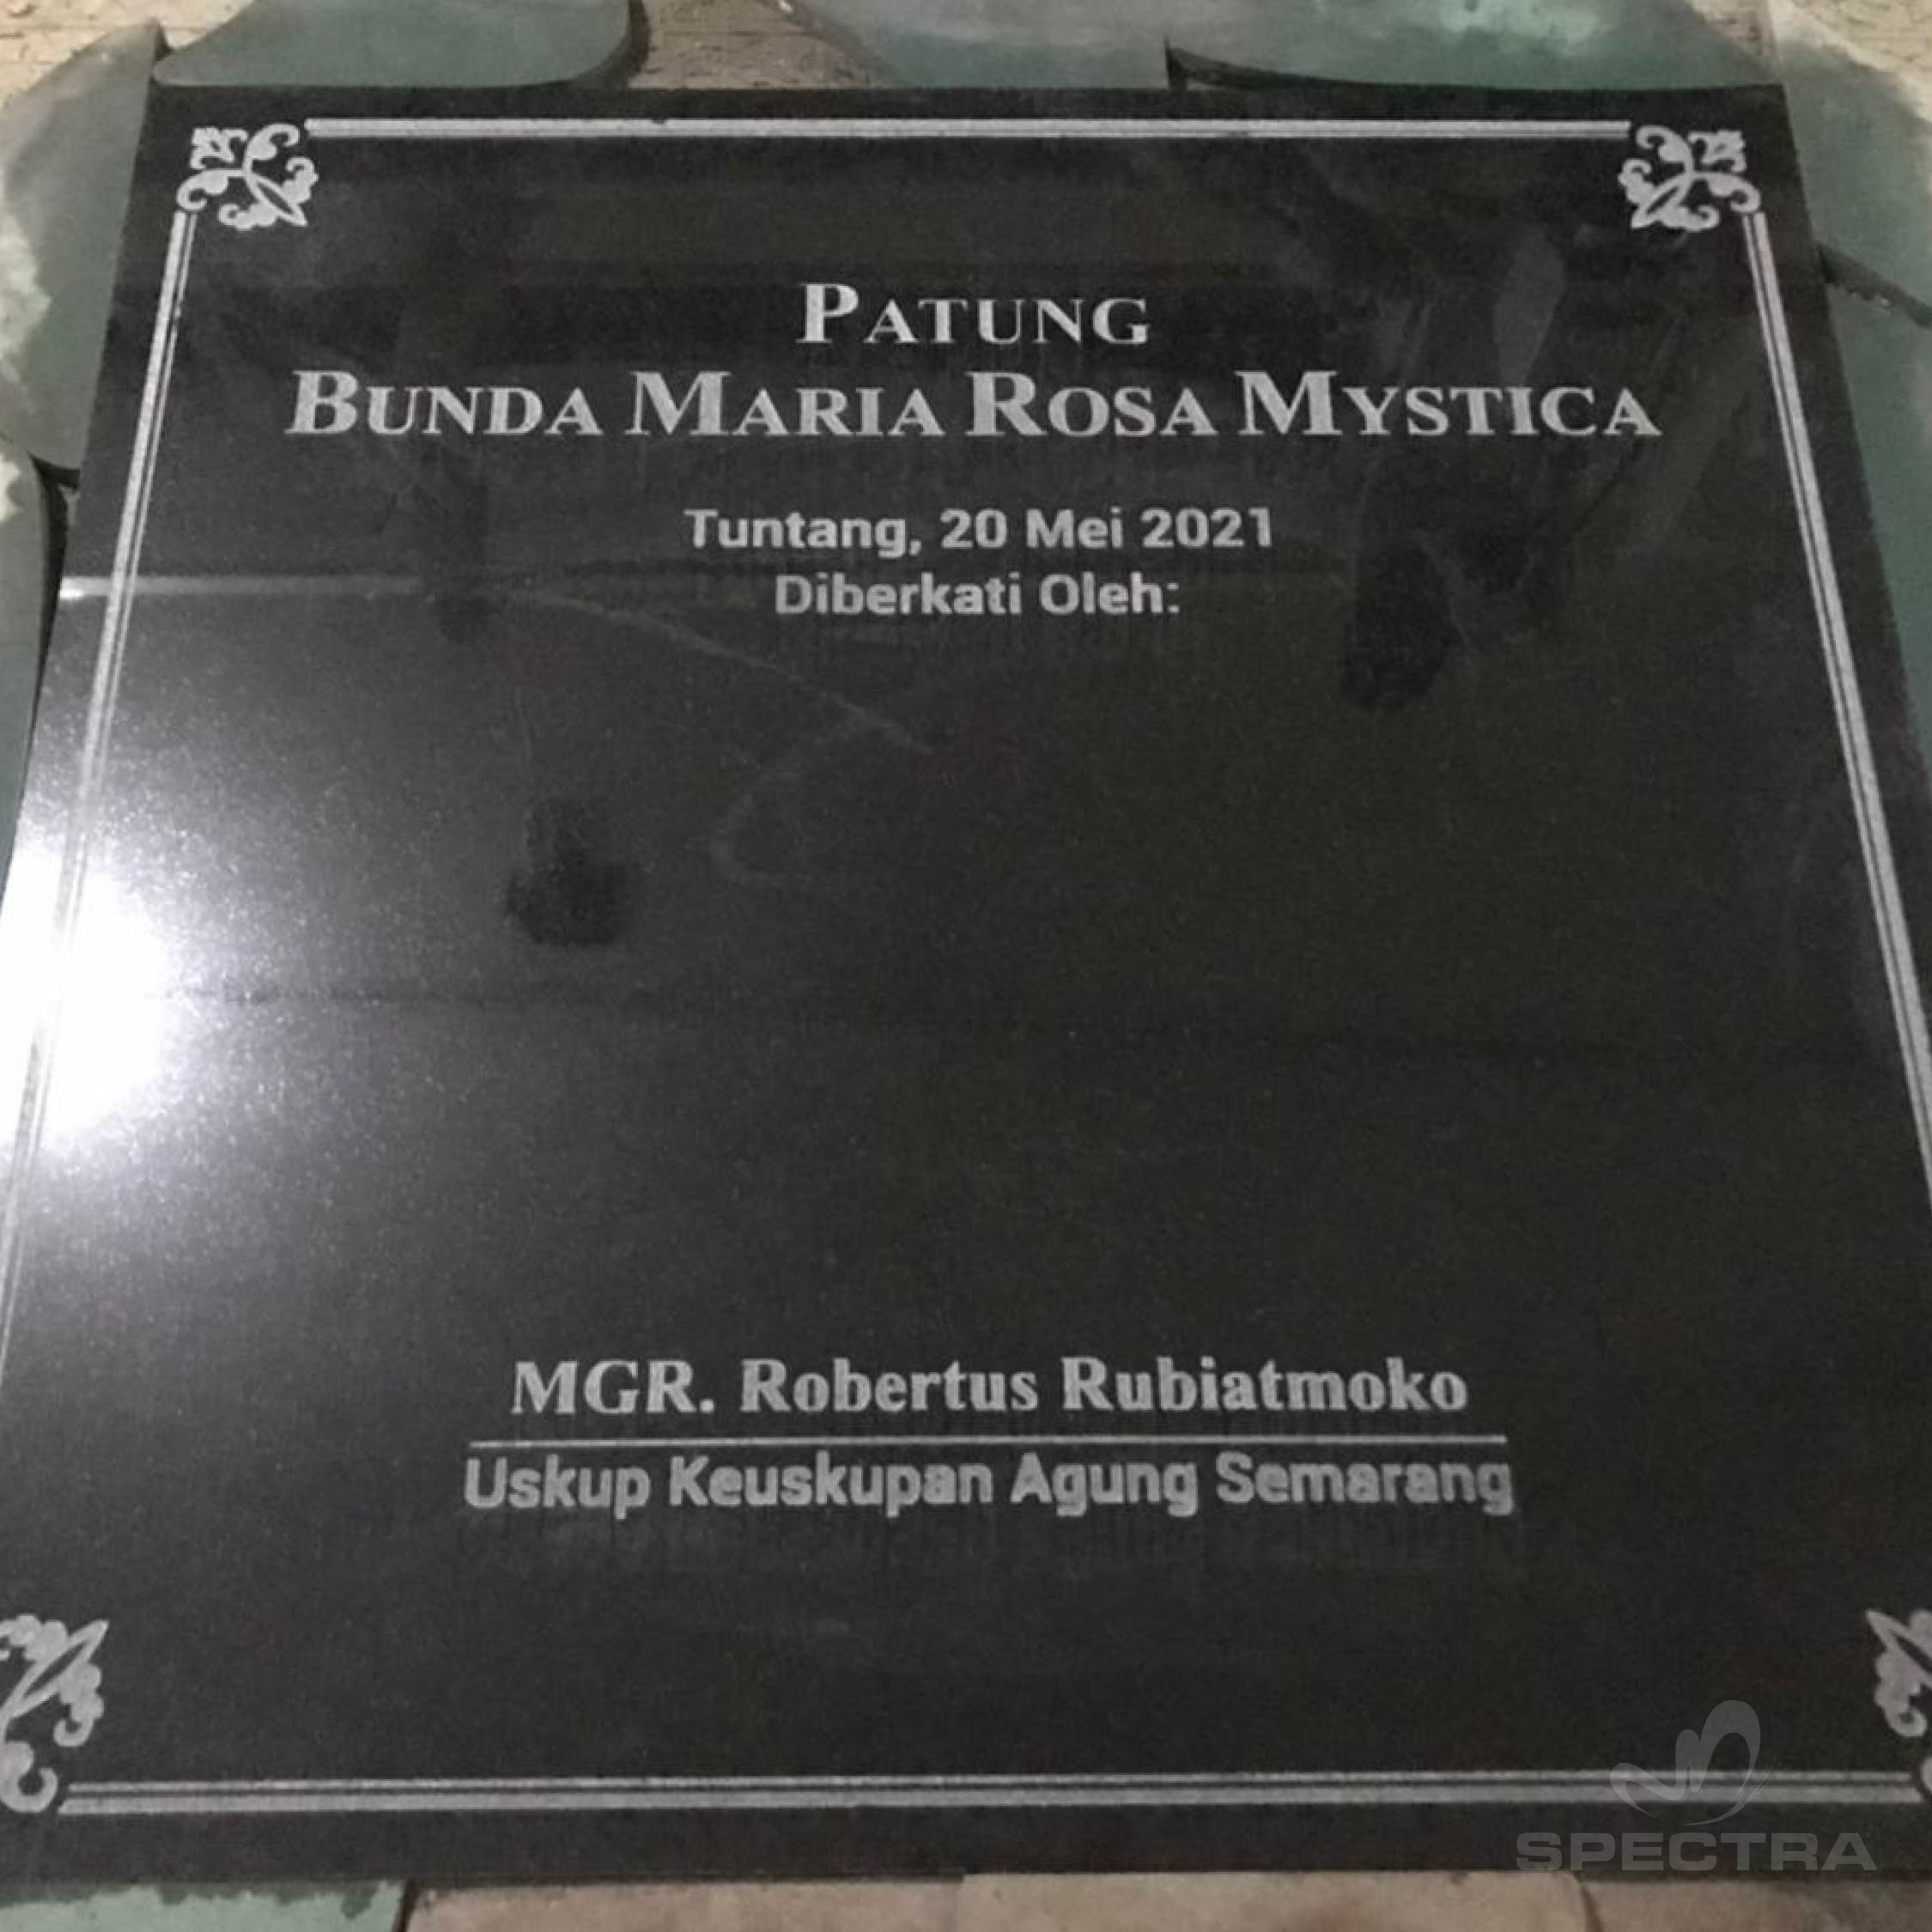 PATUNG
BUNDA MARIA ROSA MYSTICA
Tuntang, 20 Mei 2021
Diberkati Oleh:
MGR. Robertus Rubiatmoko
Uskup Keuskupan Agung Semarang
SPECTRA